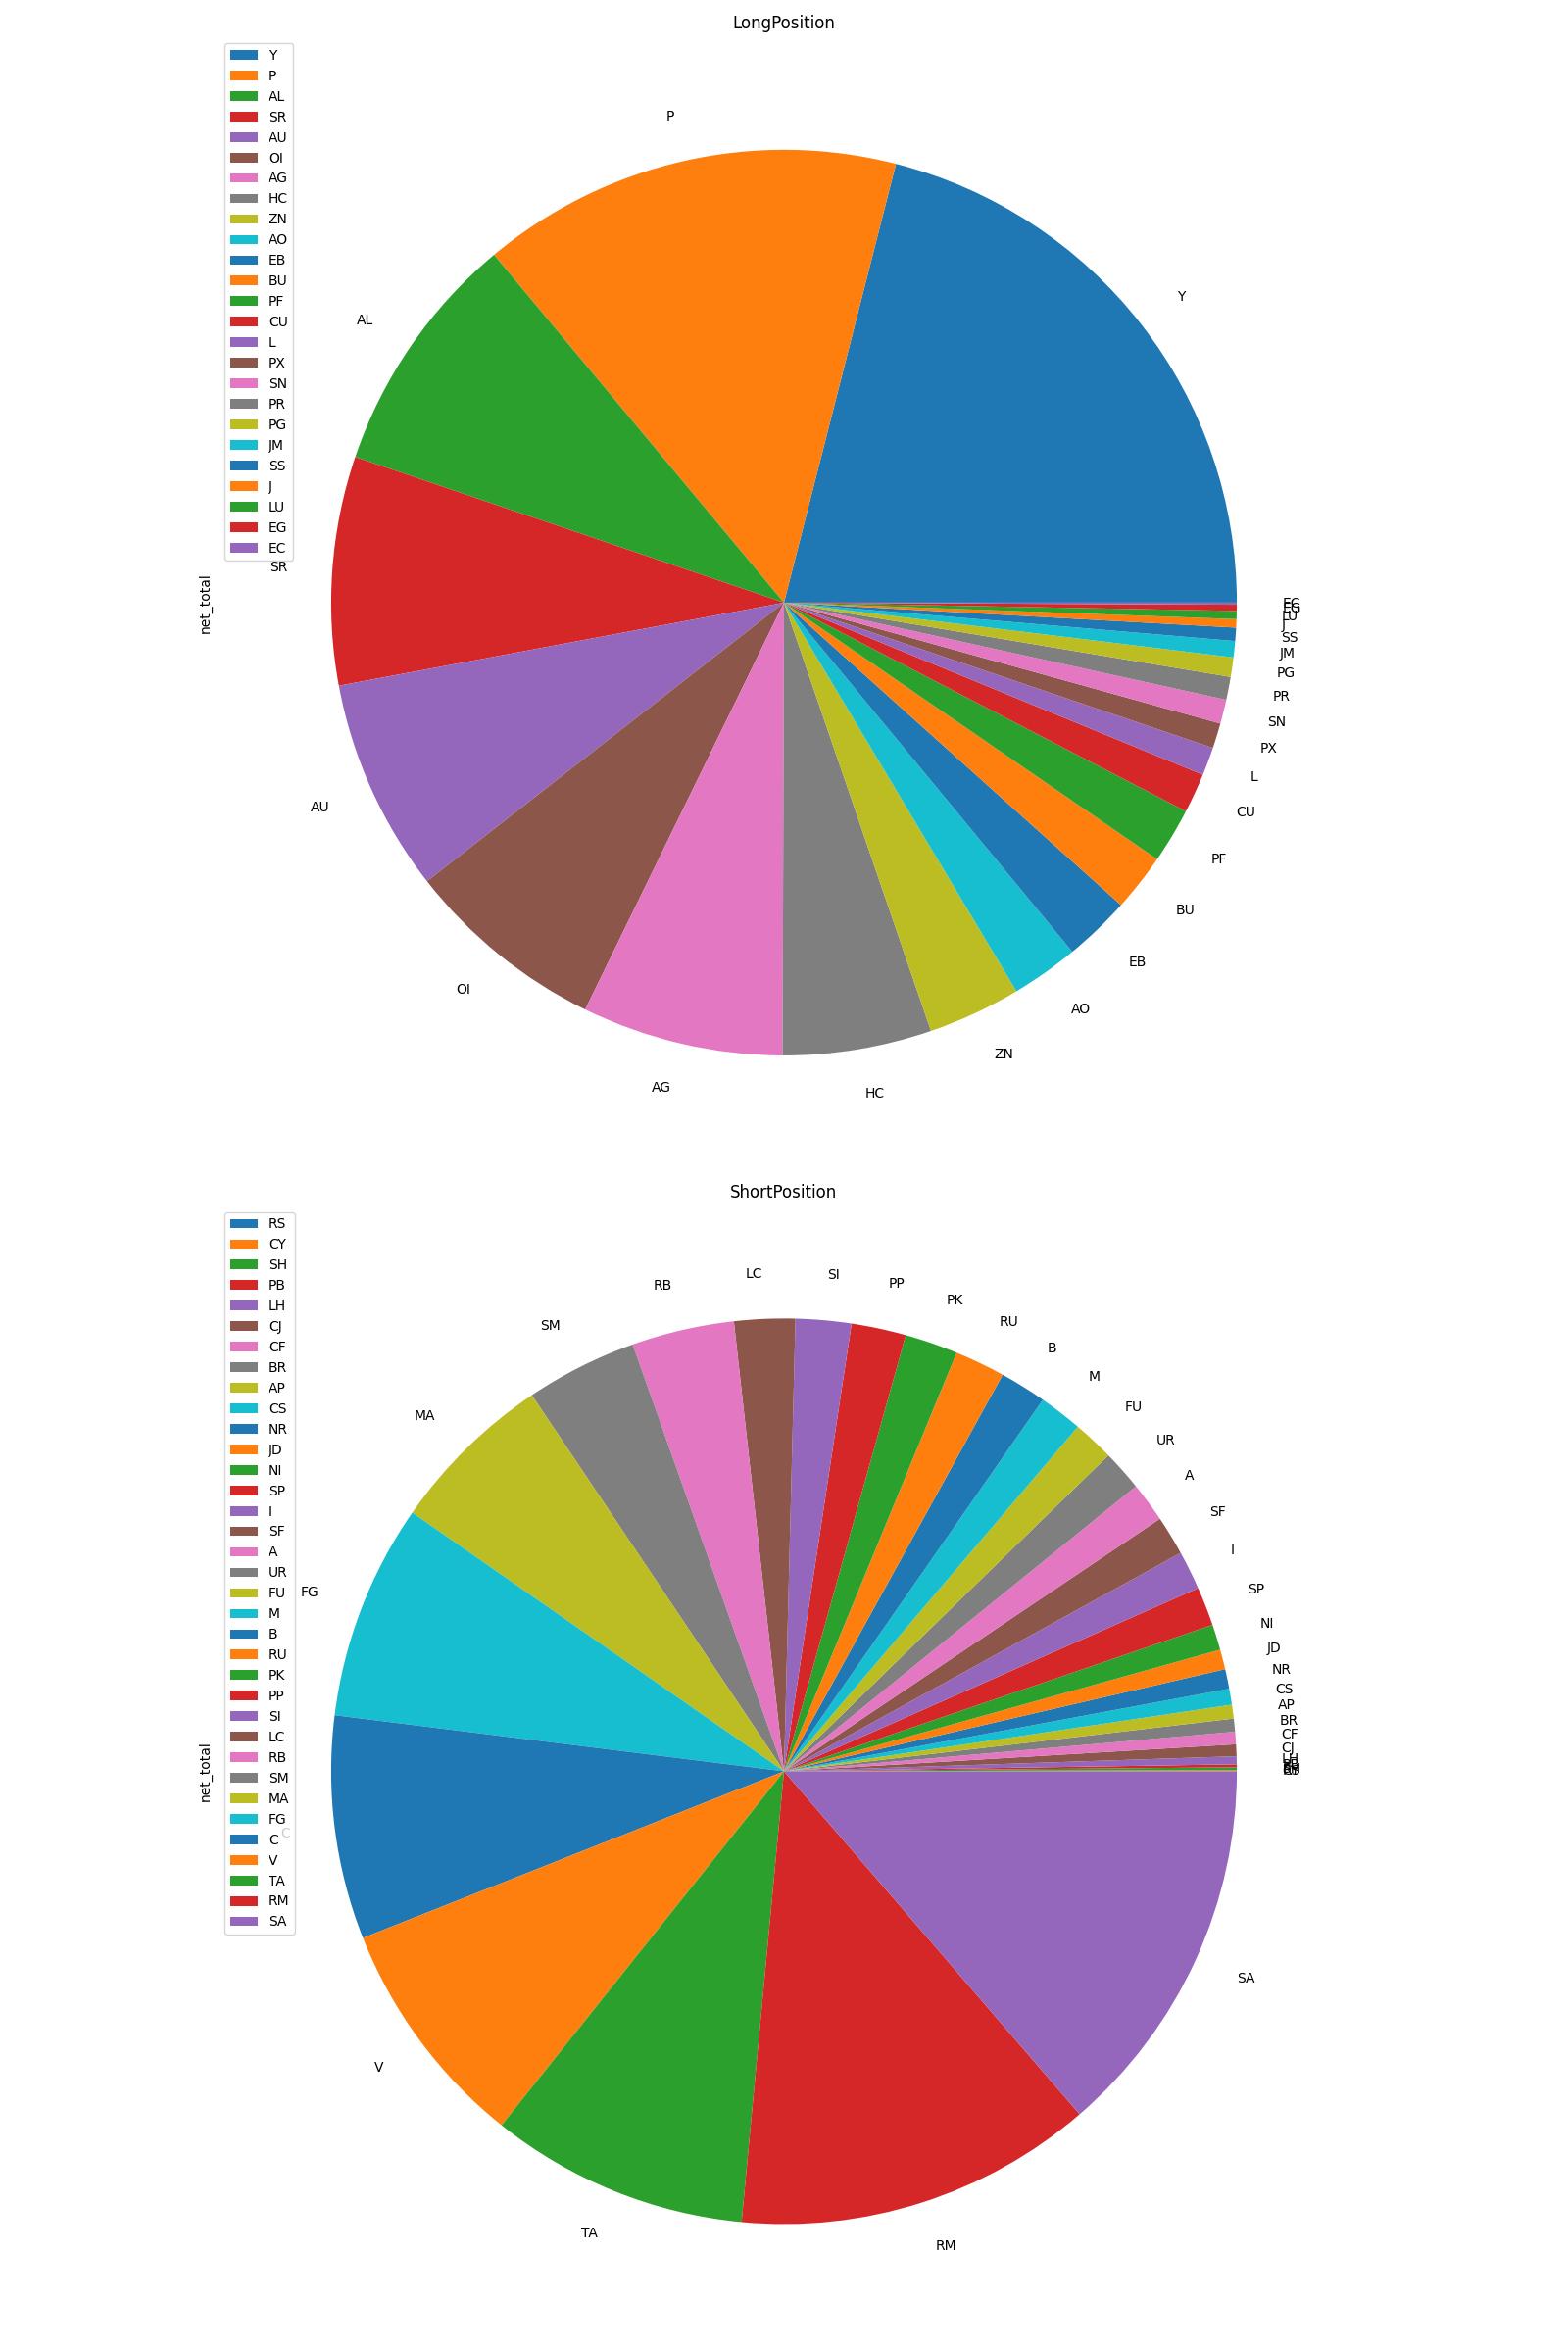 LongPosition
Y
P
AL
SR
AU
OI
AG
HC
ZN
AO
EB
BU
PF
CU
L
PX
SN
PR
PG
JM
SS
J
LU
EG
EC
net_total
Y
P
AL
SR
AU
OI
AG
HC
ZN
AO
EB
BU
PF
CU
L
PX
SN
PR
PG
JM
SS
J
LU
EG
EC
ShortPosition
RS
CY
SH
PB
LH
CJ
CF
BR
AP
CS
NR
JD
NI
SP
I
SF
A
UR
FU
M
B
RU
PK
PP
SI
LC
RB
SM
MA
FG
C
V
TA
RM
SA
net_total
LH
CJ
CF
BR
AP
CS
NR
JD
NI
SP
I
SF
A
UR
FU
M
B
RU
PK
PP
SI
LC
RB
SM
MA
FG
C
V
TA
RM
SA